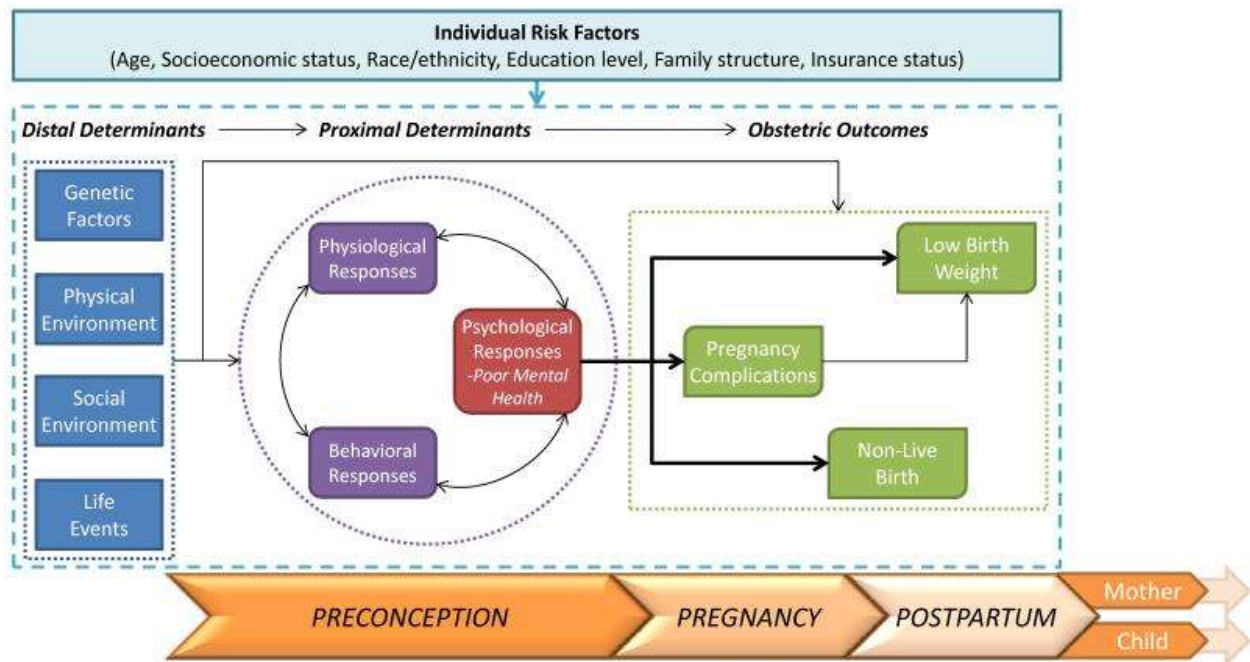 Individual Risk Factors
(Age, Socioeconomic status, Race/ethnicity, Education level, Family structure, Insurance status)
Distal Determinants
Proximal Determinants
Obstetric Outcomes
Genetic
Factors
Physical
Environment
Social
Environment
Life
Events
Physiological
Responses
Psychological
Responses
-Poor Mental
Health
Behavioral
Responses
Low Birth
Weight
Pregnancy
Complications
Non-Live
Birth
PRECONCEPTION
PREGNANCY
POSTPARTUM
Mother
Child